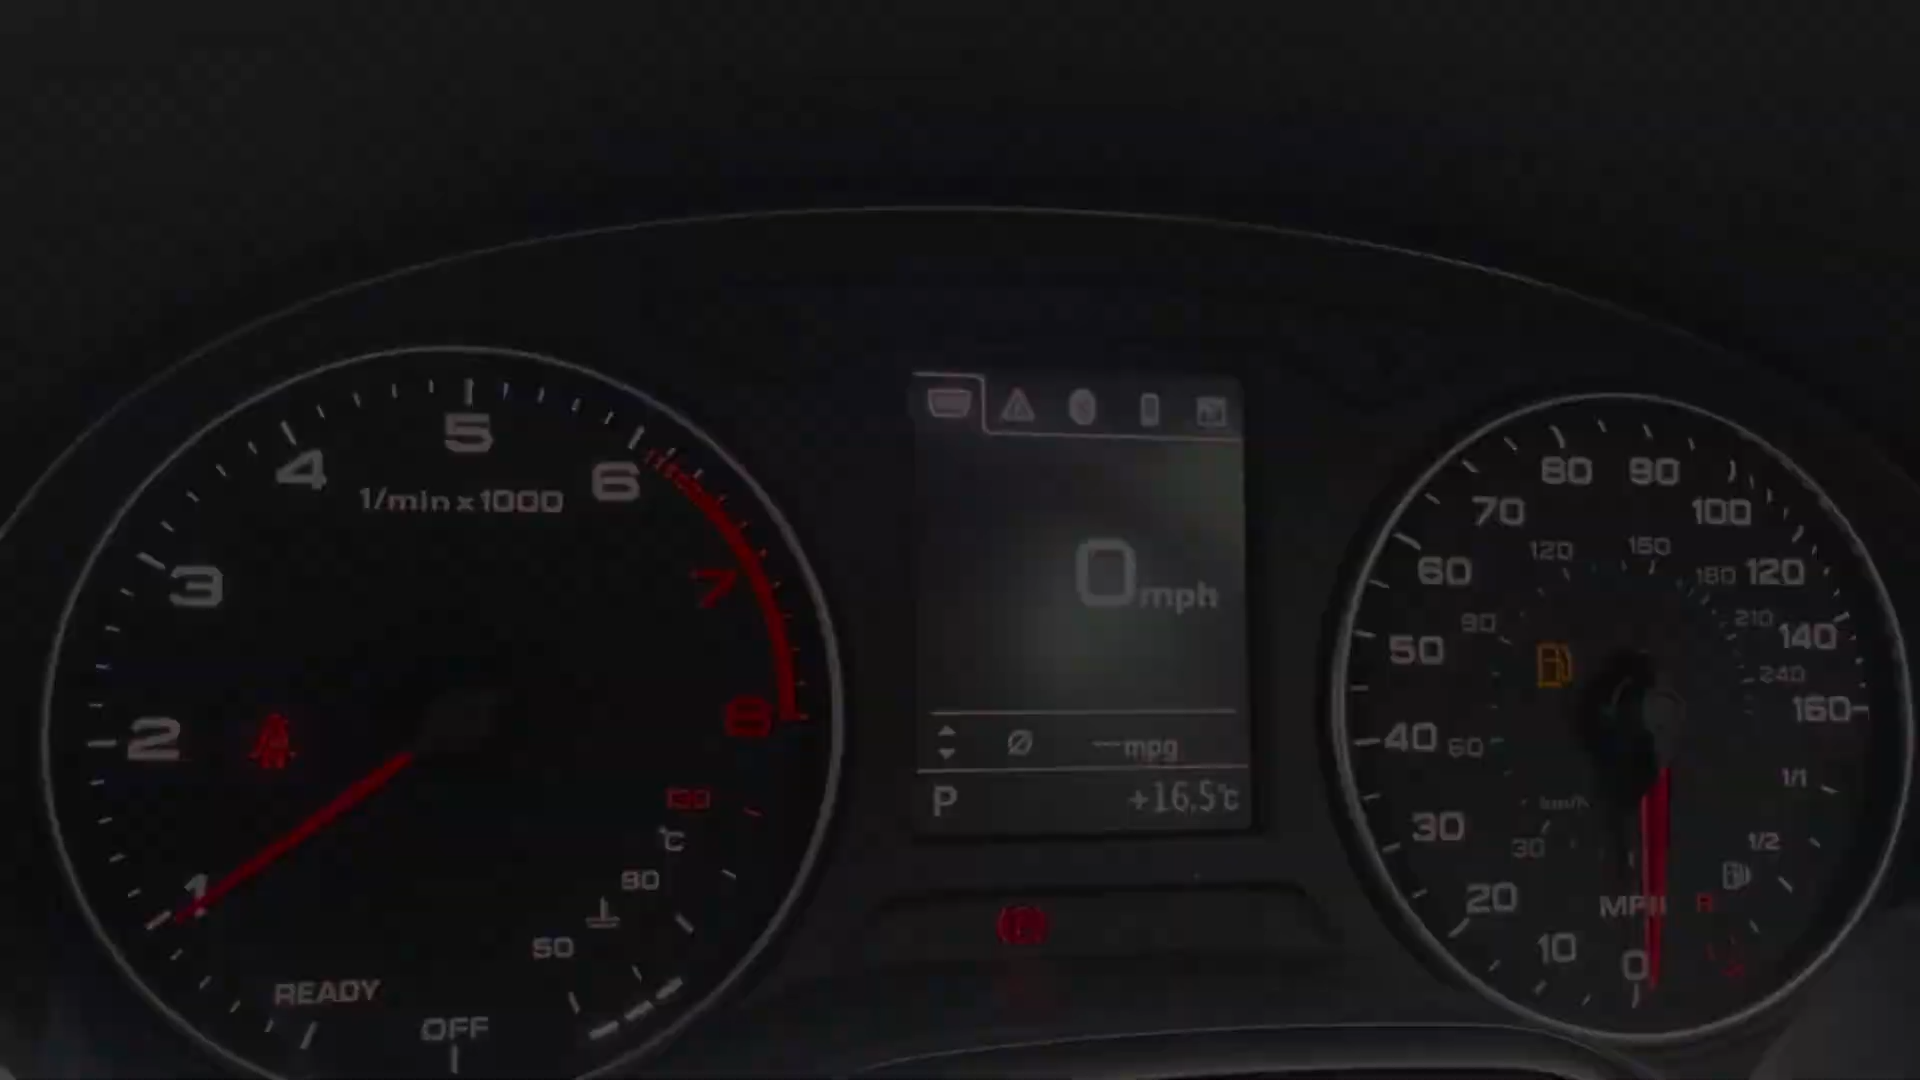 5
4
6
1/min x 1000
3
7
2
8
130
°C
90
1
50
READY
OFF
0 mph
Ø ---mpg
P +16.5°C
80 90
70 100
120 150
60 180 120
90 210
50 140
240
160
40 60
1/1
km/h
30
30 1/2
20 MPH R
10
0